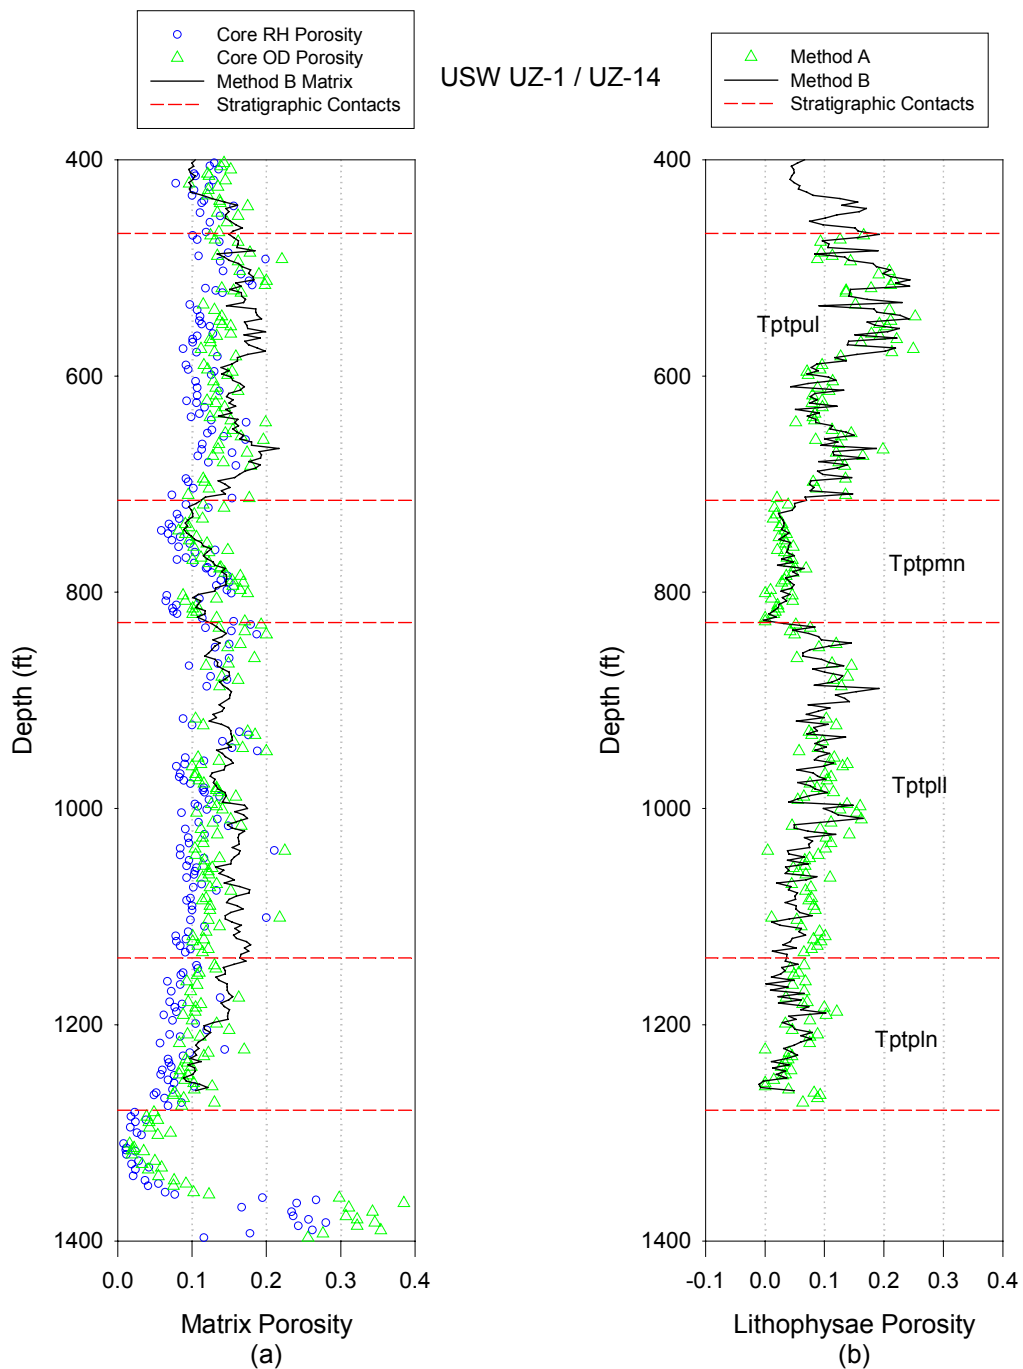 Core RH Porosity
Core OD Porosity
Method B Matrix
Stratigraphic Contacts
USW UZ-1 / UZ-14
Method A
Method B
Stratigraphic Contacts
400
600
800
1000
1200
1400
Depth (ft)
0.0 0.1 0.2 0.3 0.4
Matrix Porosity
(a)
400
600
800
1000
1200
1400
Depth (ft)
Tptpul
Tptpmn
Tptpll
Tptpln
-0.1 0.0 0.1 0.2 0.3 0.4
Lithophysae Porosity
(b)